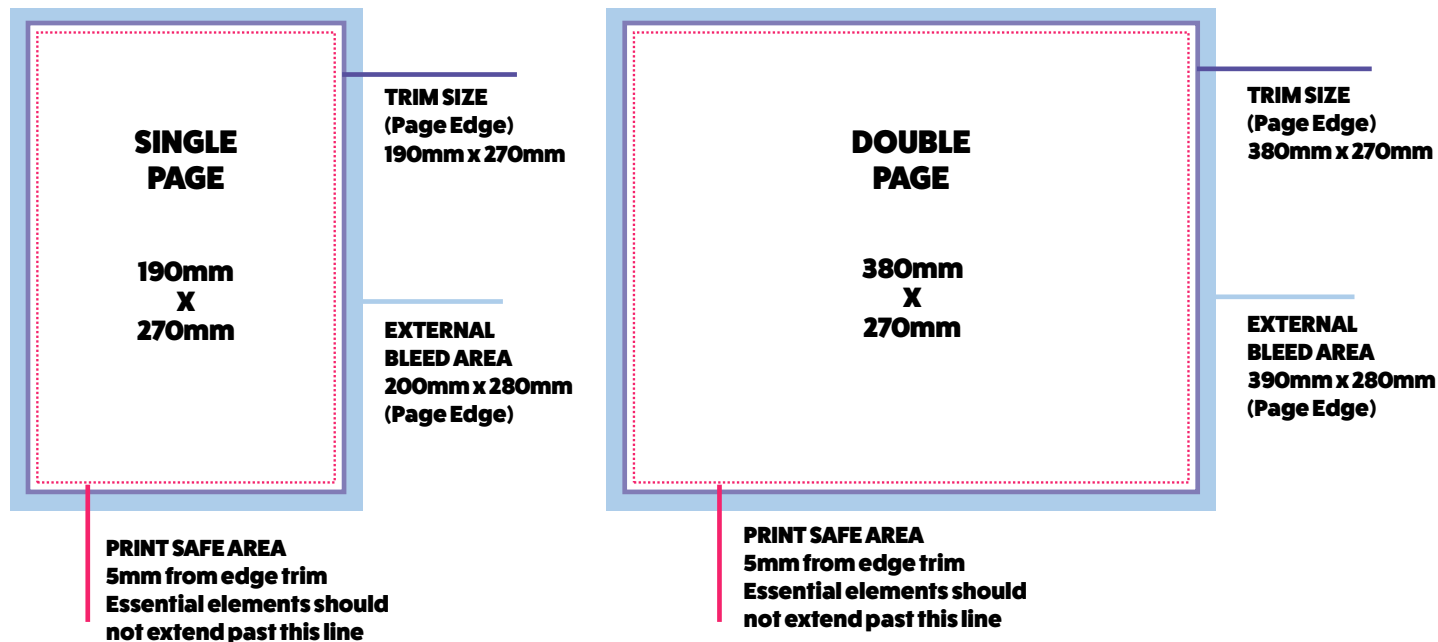 SINGLE
PAGE
190mm
X
270mm
TRIM SIZE
(Page Edge)
190mm x 270mm
EXTERNAL
BLEED AREA
200mm x 280mm
(Page Edge)
PRINT SAFE AREA
5mm from edge trim
Essential elements should
not extend past this line
DOUBLE
PAGE
380mm
X
270mm
TRIM SIZE
(Page Edge)
380mm x 270mm
EXTERNAL
BLEED AREA
390mm x 280mm
(Page Edge)
PRINT SAFE AREA
5mm from edge trim
Essential elements should
not extend past this line